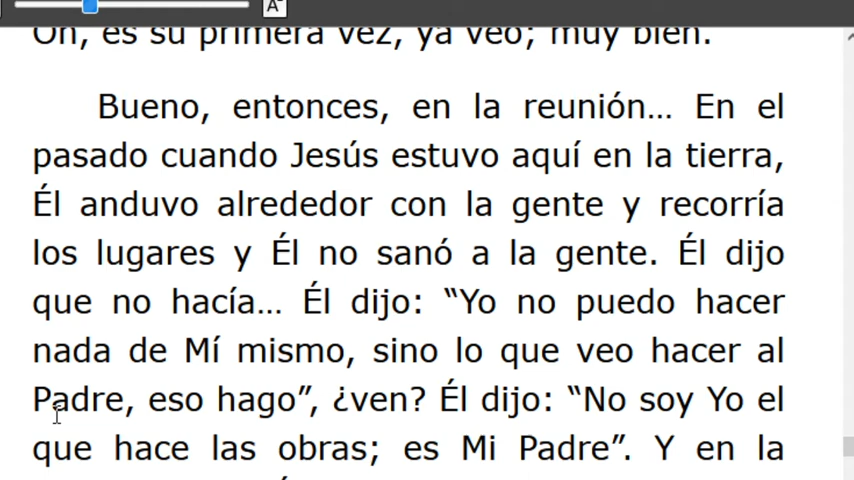 A
Oh, es su primera vez, ya veo; muy bien.
Bueno, entonces, en la reunión... En el
pasado cuando Jesús estuvo aquí en la tierra,
Él anduvo alrededor con la gente y recorría
los lugares y Él no sanó a la gente. Él dijo
que no hacía... Él dijo: “Yo no puedo hacer
nada de Mí mismo, sino lo que veo hacer al
Padre, eso hago”, ¿ven? Él dijo: “No soy Yo el
que hace las obras; es Mi Padre”. Y en la